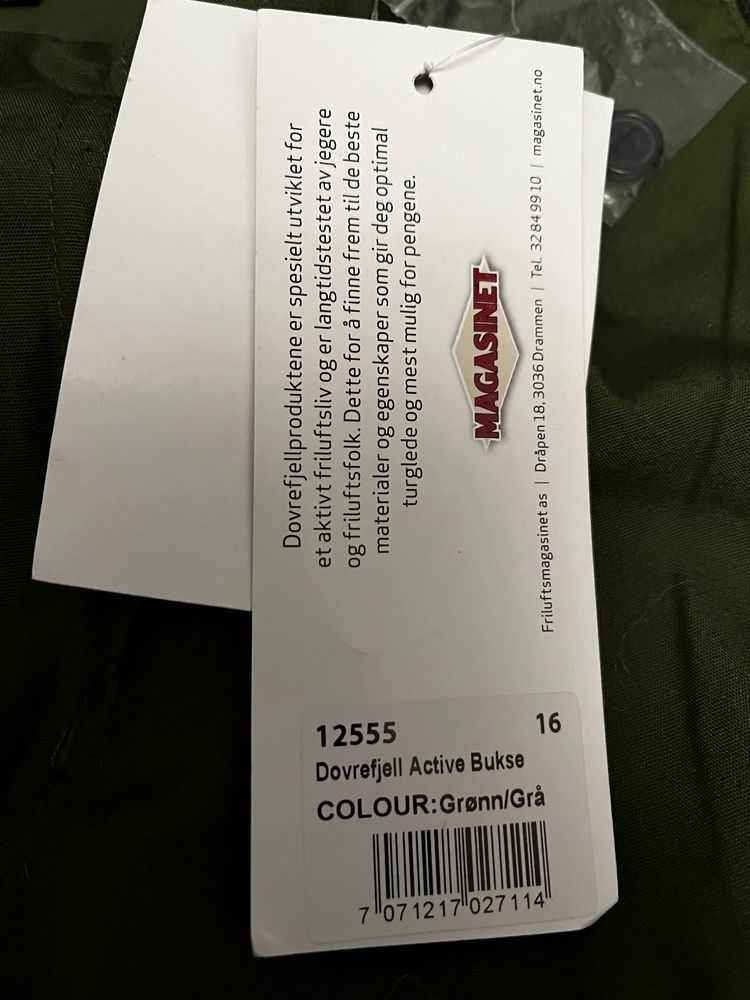 Dovrefjellproduktene er spesielt utviklet for
et aktivt friluftsliv og er langtidstestet av jegere
og friluftsfolk. Dette for å finne frem til de beste
materialer og egenskaper som gir deg optimal
turglede og mest mulig for pengene.
MAGASINET
Friluftsmagasinet as | Dråpen 18, 3036 Drammen | Tel. 32 84 99 10 | magasinet.no
12555 16
Dovrefjell Active Bukse
COLOUR:Grønn/Grå
7 071217 027114